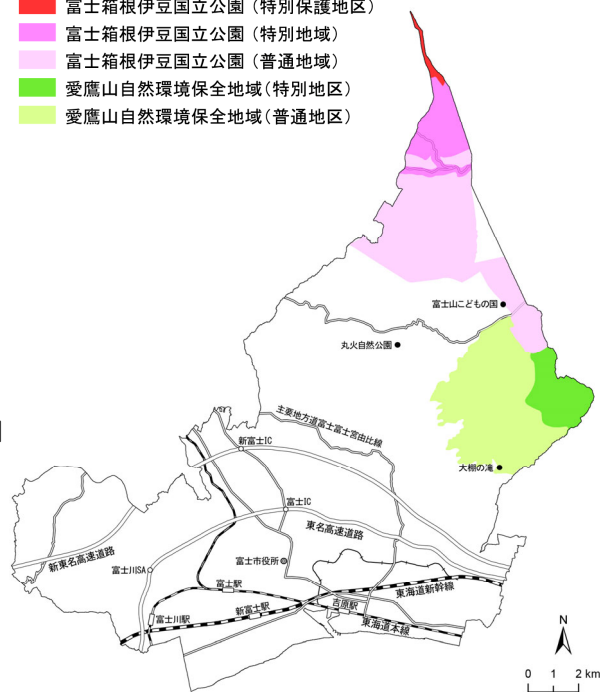 富士箱根伊豆国立公園（特別保護地区）
富士箱根伊豆国立公園（特別地域）
富士箱根伊豆国立公園（普通地域）
愛鷹山自然環境保全地域（特別地区）
愛鷹山自然環境保全地域（普通地区）
富士山こどもの国
丸火自然公園
主要地方道富士富士宮由比線
新富士IC
大棚の滝
富士IC
東名高速道路
新東名高速道路
富士川SA
富士市役所
富士駅
東海道新幹線
新富士駅
吉原駅
富士川駅
東海道本線
N
0 1 2 km